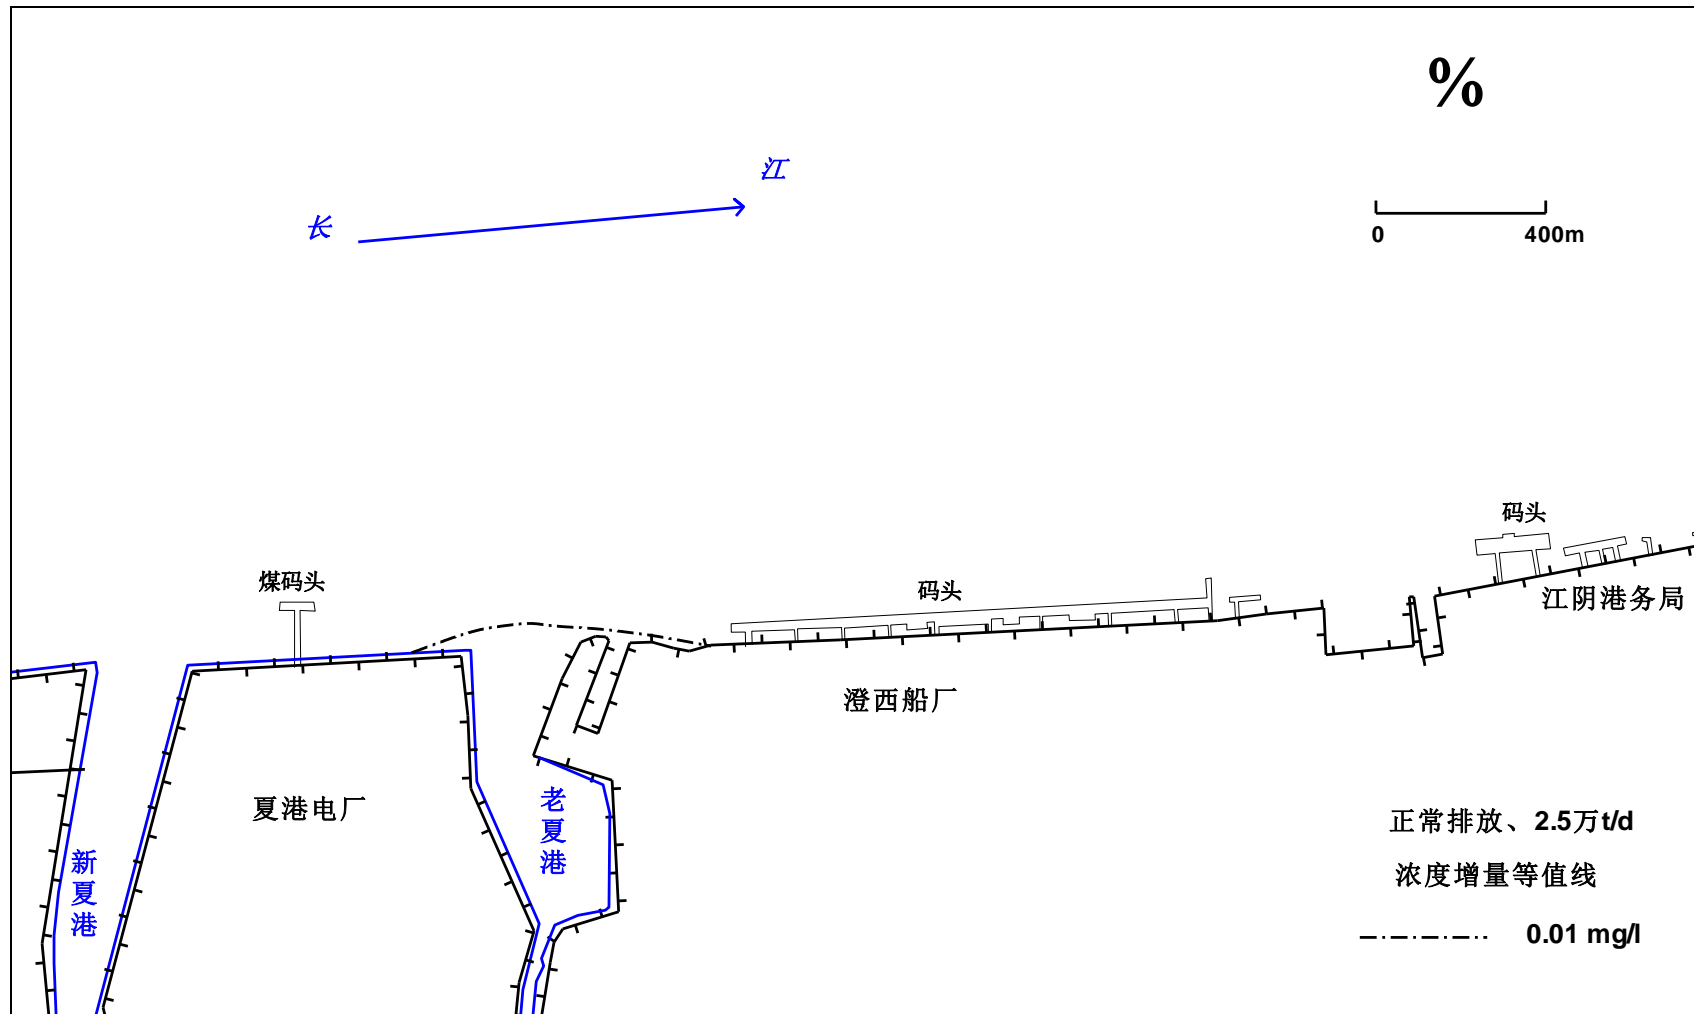 %
江
长
0 400m
码头
煤码头
码头
江阴港务局
澄西船厂
夏港电厂
老夏港
新夏港
正常排放、2.5万t/d
浓度增量等值线
0.01 mg/l